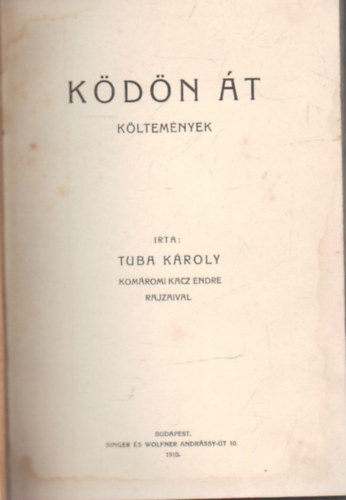 KÖDÖN ÁT
KÖLTEMÉNYEK
IRTA:
TUBA KÁROLY
KOMÁROMI KACZ ENDRE
RAJZAIVAL
BUDAPEST,
SINGER ÉS WOLFNER ANDRÁSSY-ÚT 10.
1910.